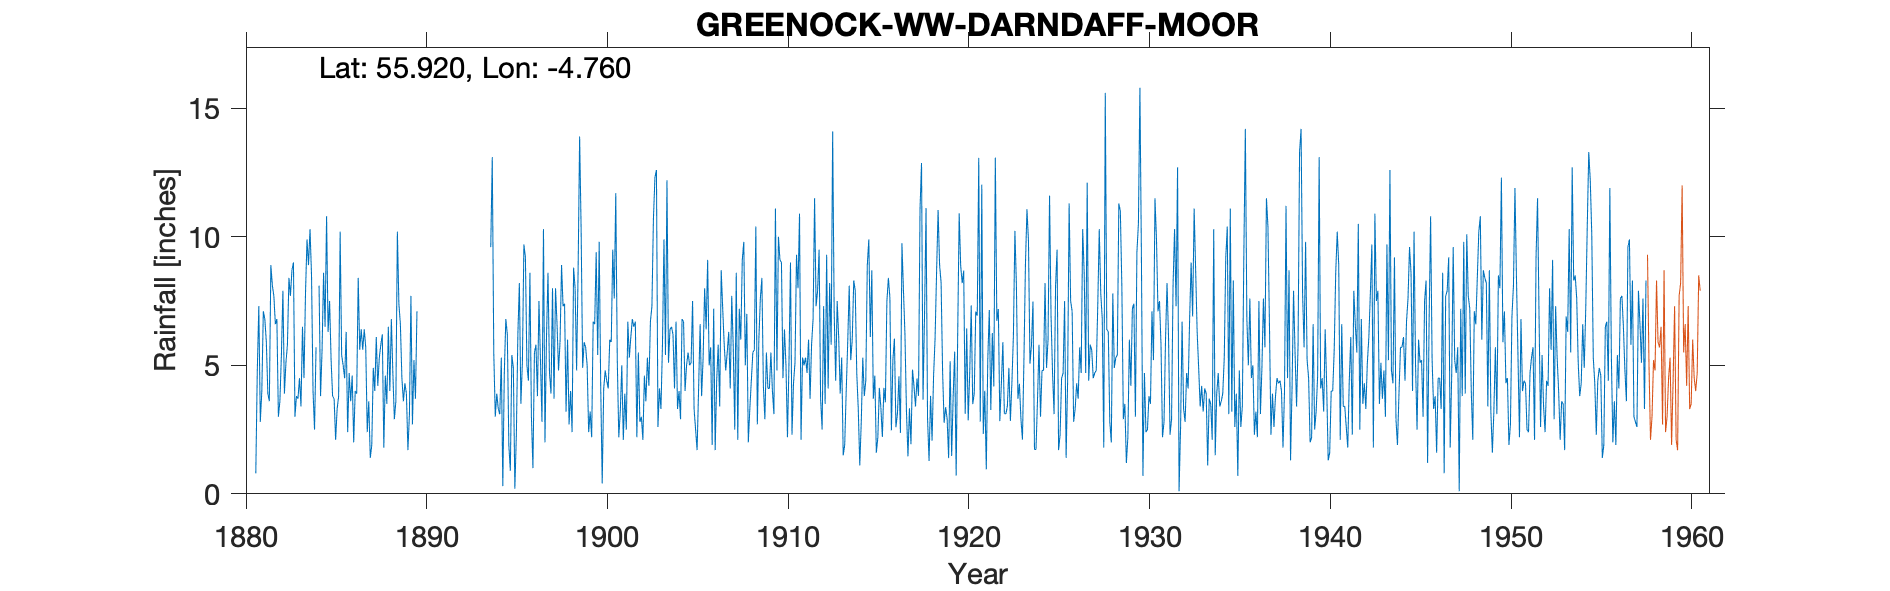 GREENOCK-WW-DARNDAFF-MOOR
Lat: 55.920, Lon: -4.760
15
10
5
0
Rainfall [inches]
1880 1890 1900 1910 1920 1930 1940 1950 1960
Year